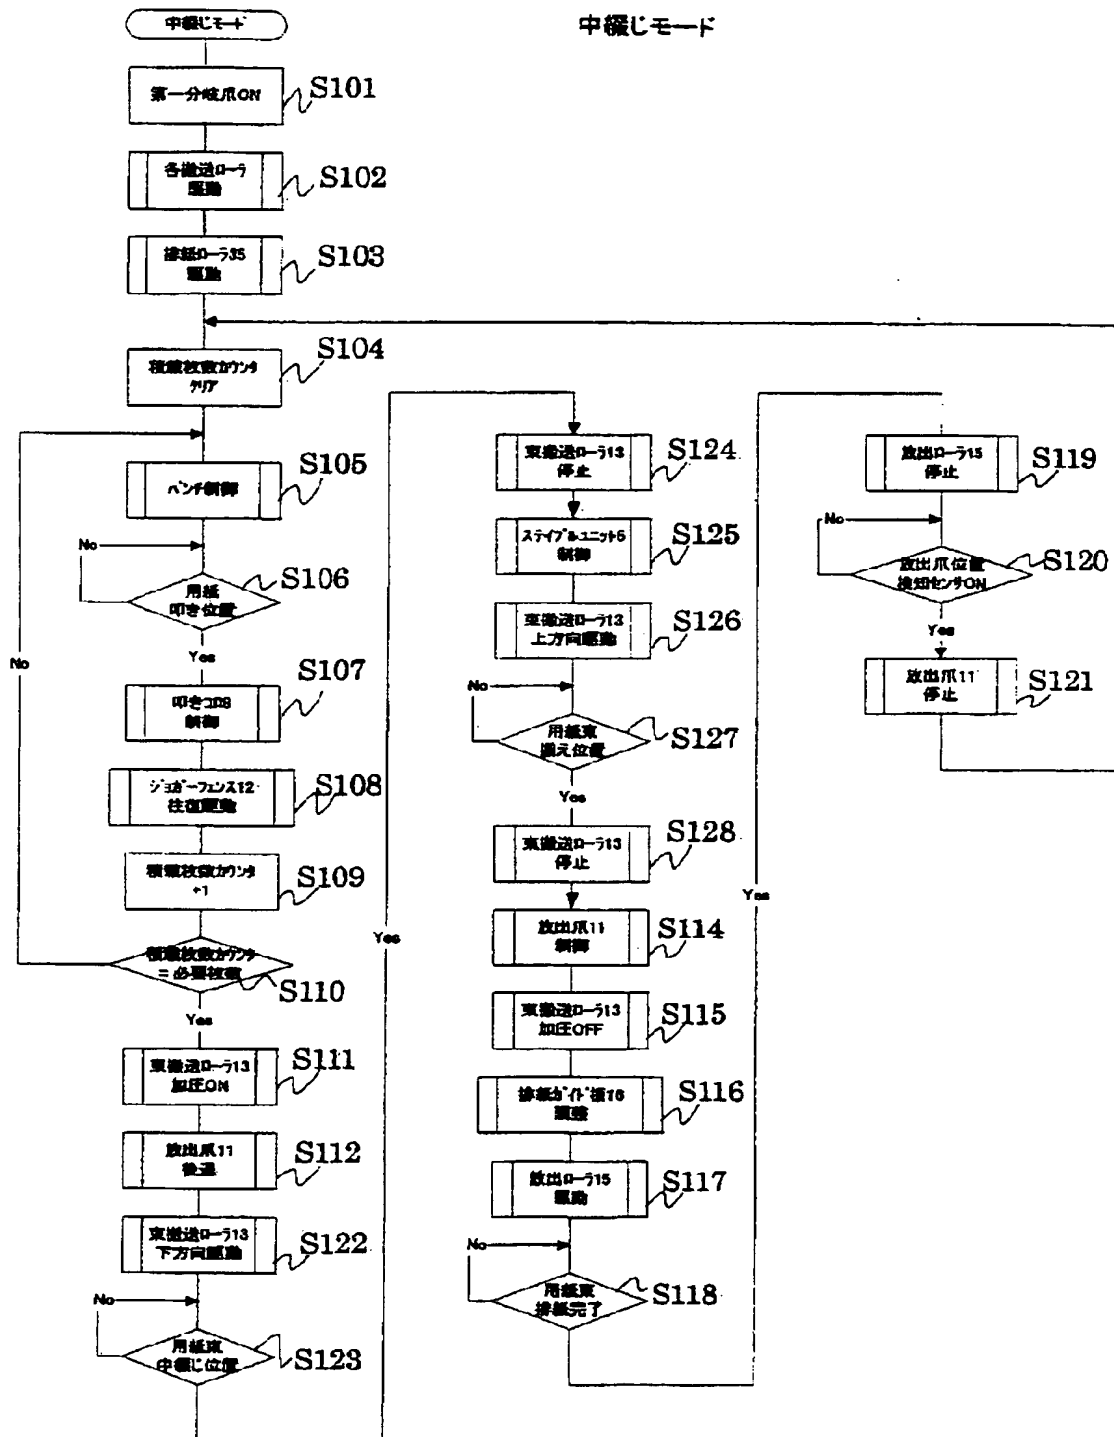 中綴じモード
中綴じモード
第一分岐爪ON
S101
各搬送ローラ
駆動
S102
排紙ローラ35
駆動
S103
積載枚数カウンタ
クリア
S104
パンチ制御
S105
No
用紙
叩き位置
S106
Yes
叩きコロ8
制御
S107
ジョガーフェンス12
往復駆動
S108
積載枚数カウンタ
+1
S109
積載枚数カウンタ
=必要枚数
S110
No
Yes
束搬送ローラ13
加圧ON
S111
放出爪11
後退
S112
束搬送ローラ13
下方向駆動
S122
No
用紙束
中綴じ位置
S123
Yes
束搬送ローラ13
停止
S124
ステイプルユニット5
制御
S125
束搬送ローラ13
上方向駆動
S126
No
用紙束
揃え位置
S127
Yes
束搬送ローラ13
停止
S128
放出爪11
制御
S114
束搬送ローラ13
加圧OFF
S115
排紙ガイド板16
調整
S116
放出ローラ15
駆動
S117
No
用紙束
排紙完了
S118
Yes
放出ローラ15
停止
S119
No
放出爪位置
検知センサON
S120
Yes
放出爪11
停止
S121